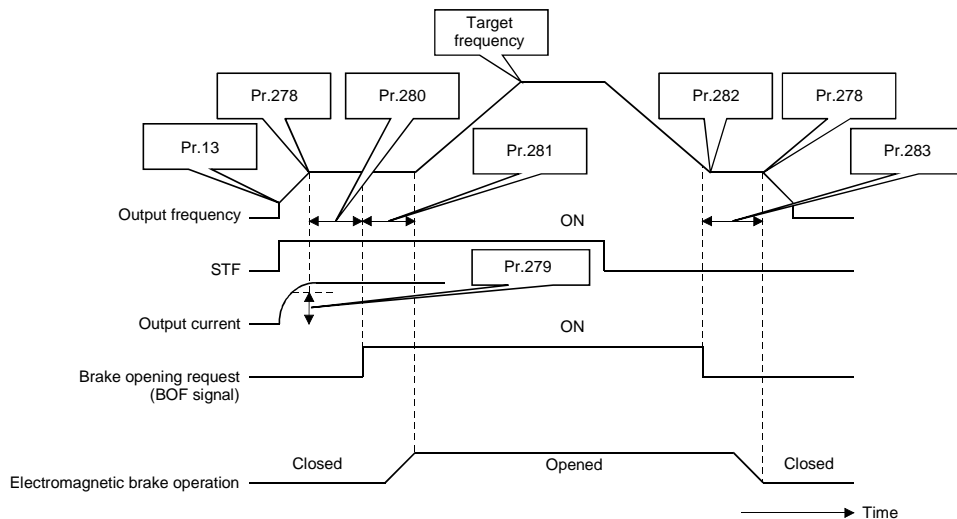 Target
frequency
Pr.278
Pr.280
Pr.282
Pr.278
Pr.13
Pr.281
Pr.283
Output frequency
ON
STF
Pr.279
Output current
ON
Brake opening request
(BOF signal)
Closed
Opened
Closed
Electromagnetic brake operation
Time